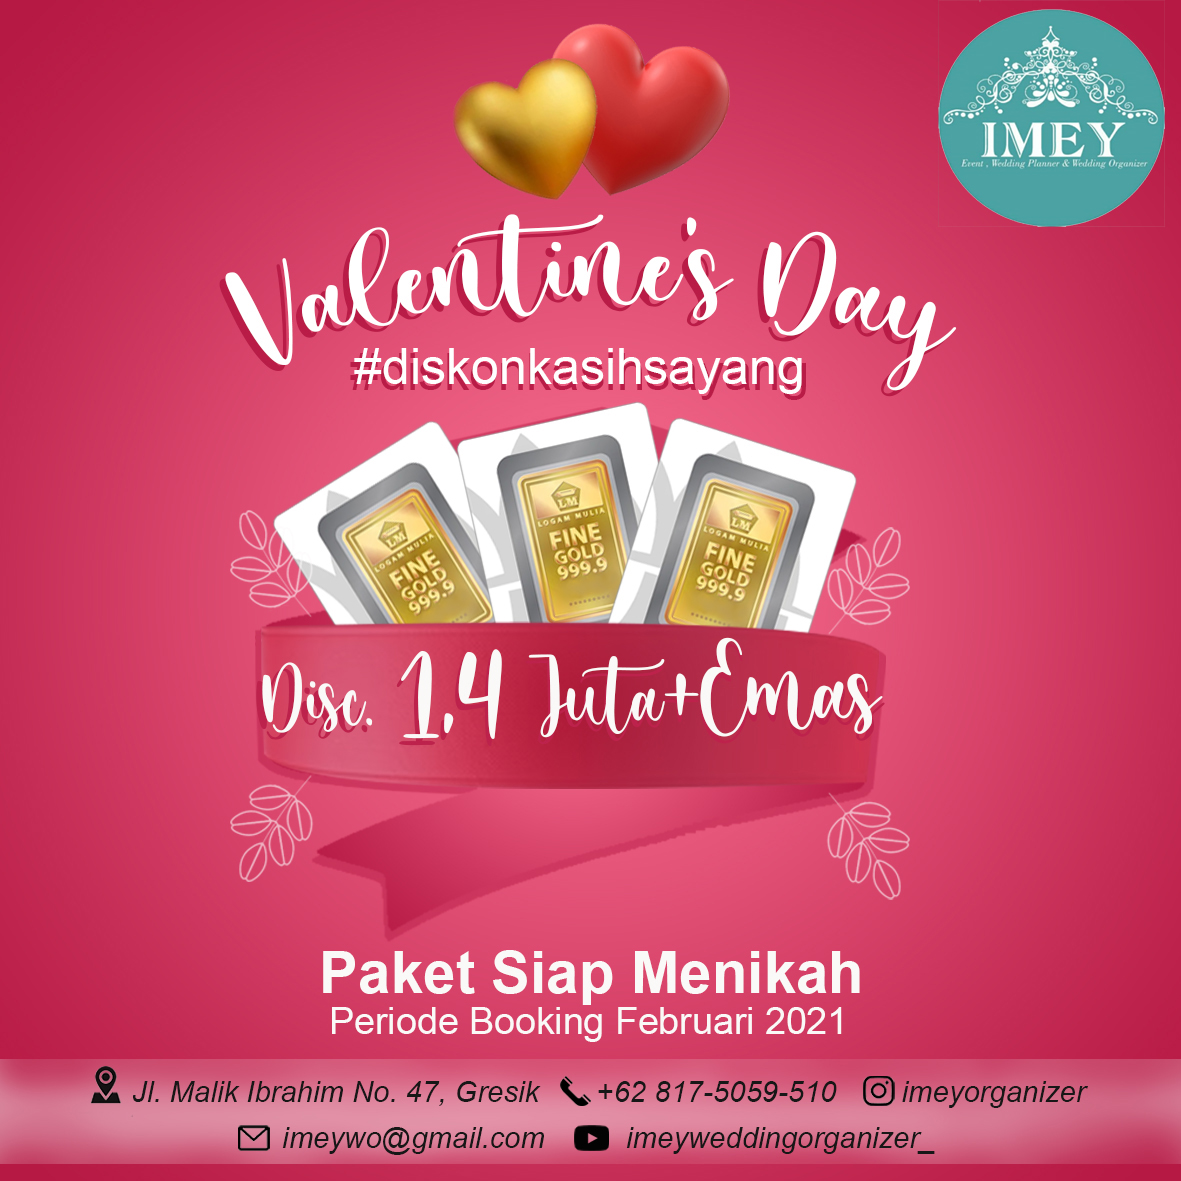 IMEY
Event , Wedding Planner & Wedding Organizer
Valentine's Day
#diskonkasihsayang
LM
LOGAM MULIA
FINE
GOLD
999.9
LM
LOGAM MULIA
FINE
GOLD
999.9
LM
LOGAM MULIA
FINE
GOLD
999.9
Disc. 1,4 Juta+Emas
Paket Siap Menikah
Periode Booking Februari 2021
Jl. Malik Ibrahim No. 47, Gresik +62 817-5059-510 imeyorganizer
imeywo@gmail.com imeyweddingorganizer_